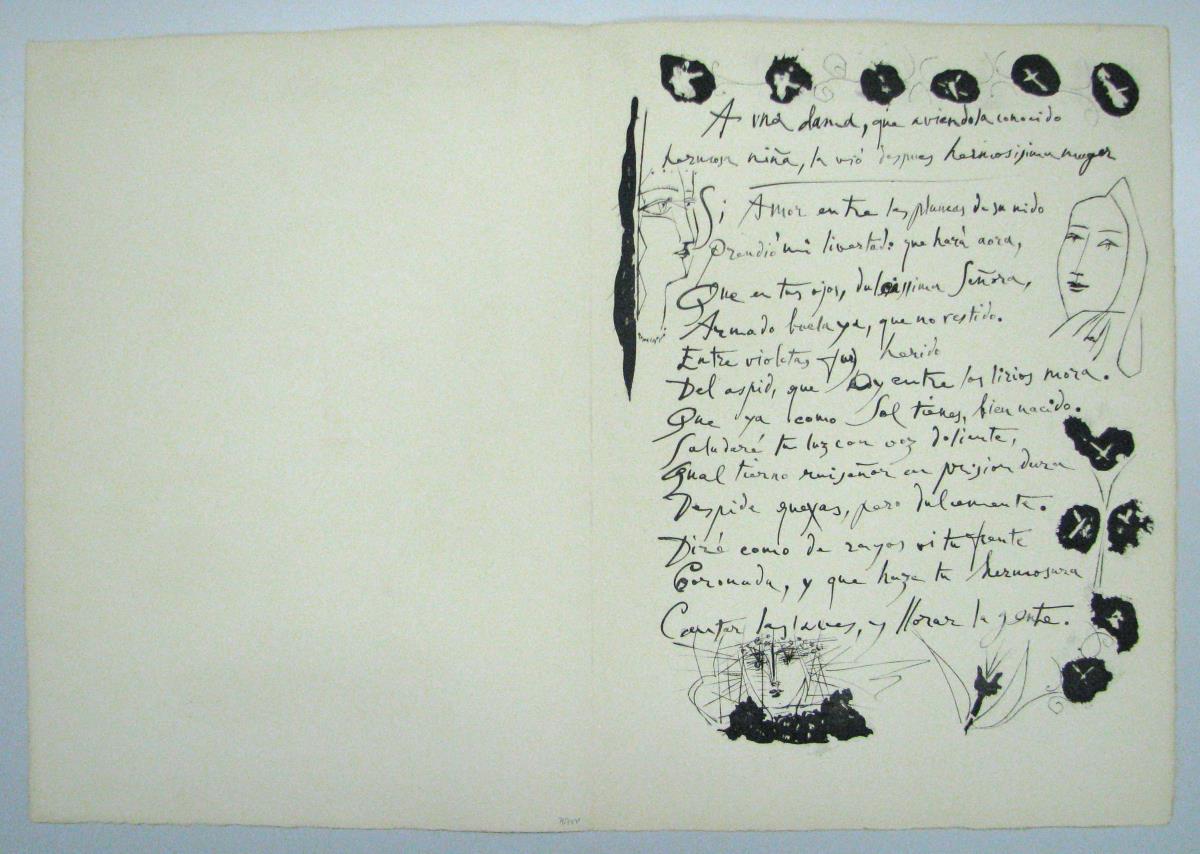 A vna dama, que aviendola conocido
hermosa niña, la vió despues hermosisima muger
Si Amor entre las plumas de su nido
Prendió mi livertad: que hará aora,
Que en tus ojos, dulcissima Señora,
Armado buela ya, que no vestido.
Entre violetas fuy herido
Del aspid, que hoy entre los lirios mora.
Que ya como Sol tienes, bien nacido.
Saludaré tu luz con voz doliente,
Qual tierno ruiseñor en prision dura
Despide quexas, pero dulcemente.
Diré como de rayos vi tu frente
Coronada, y que haze tu hermosura
Cantar las aves, y llorar la gente.